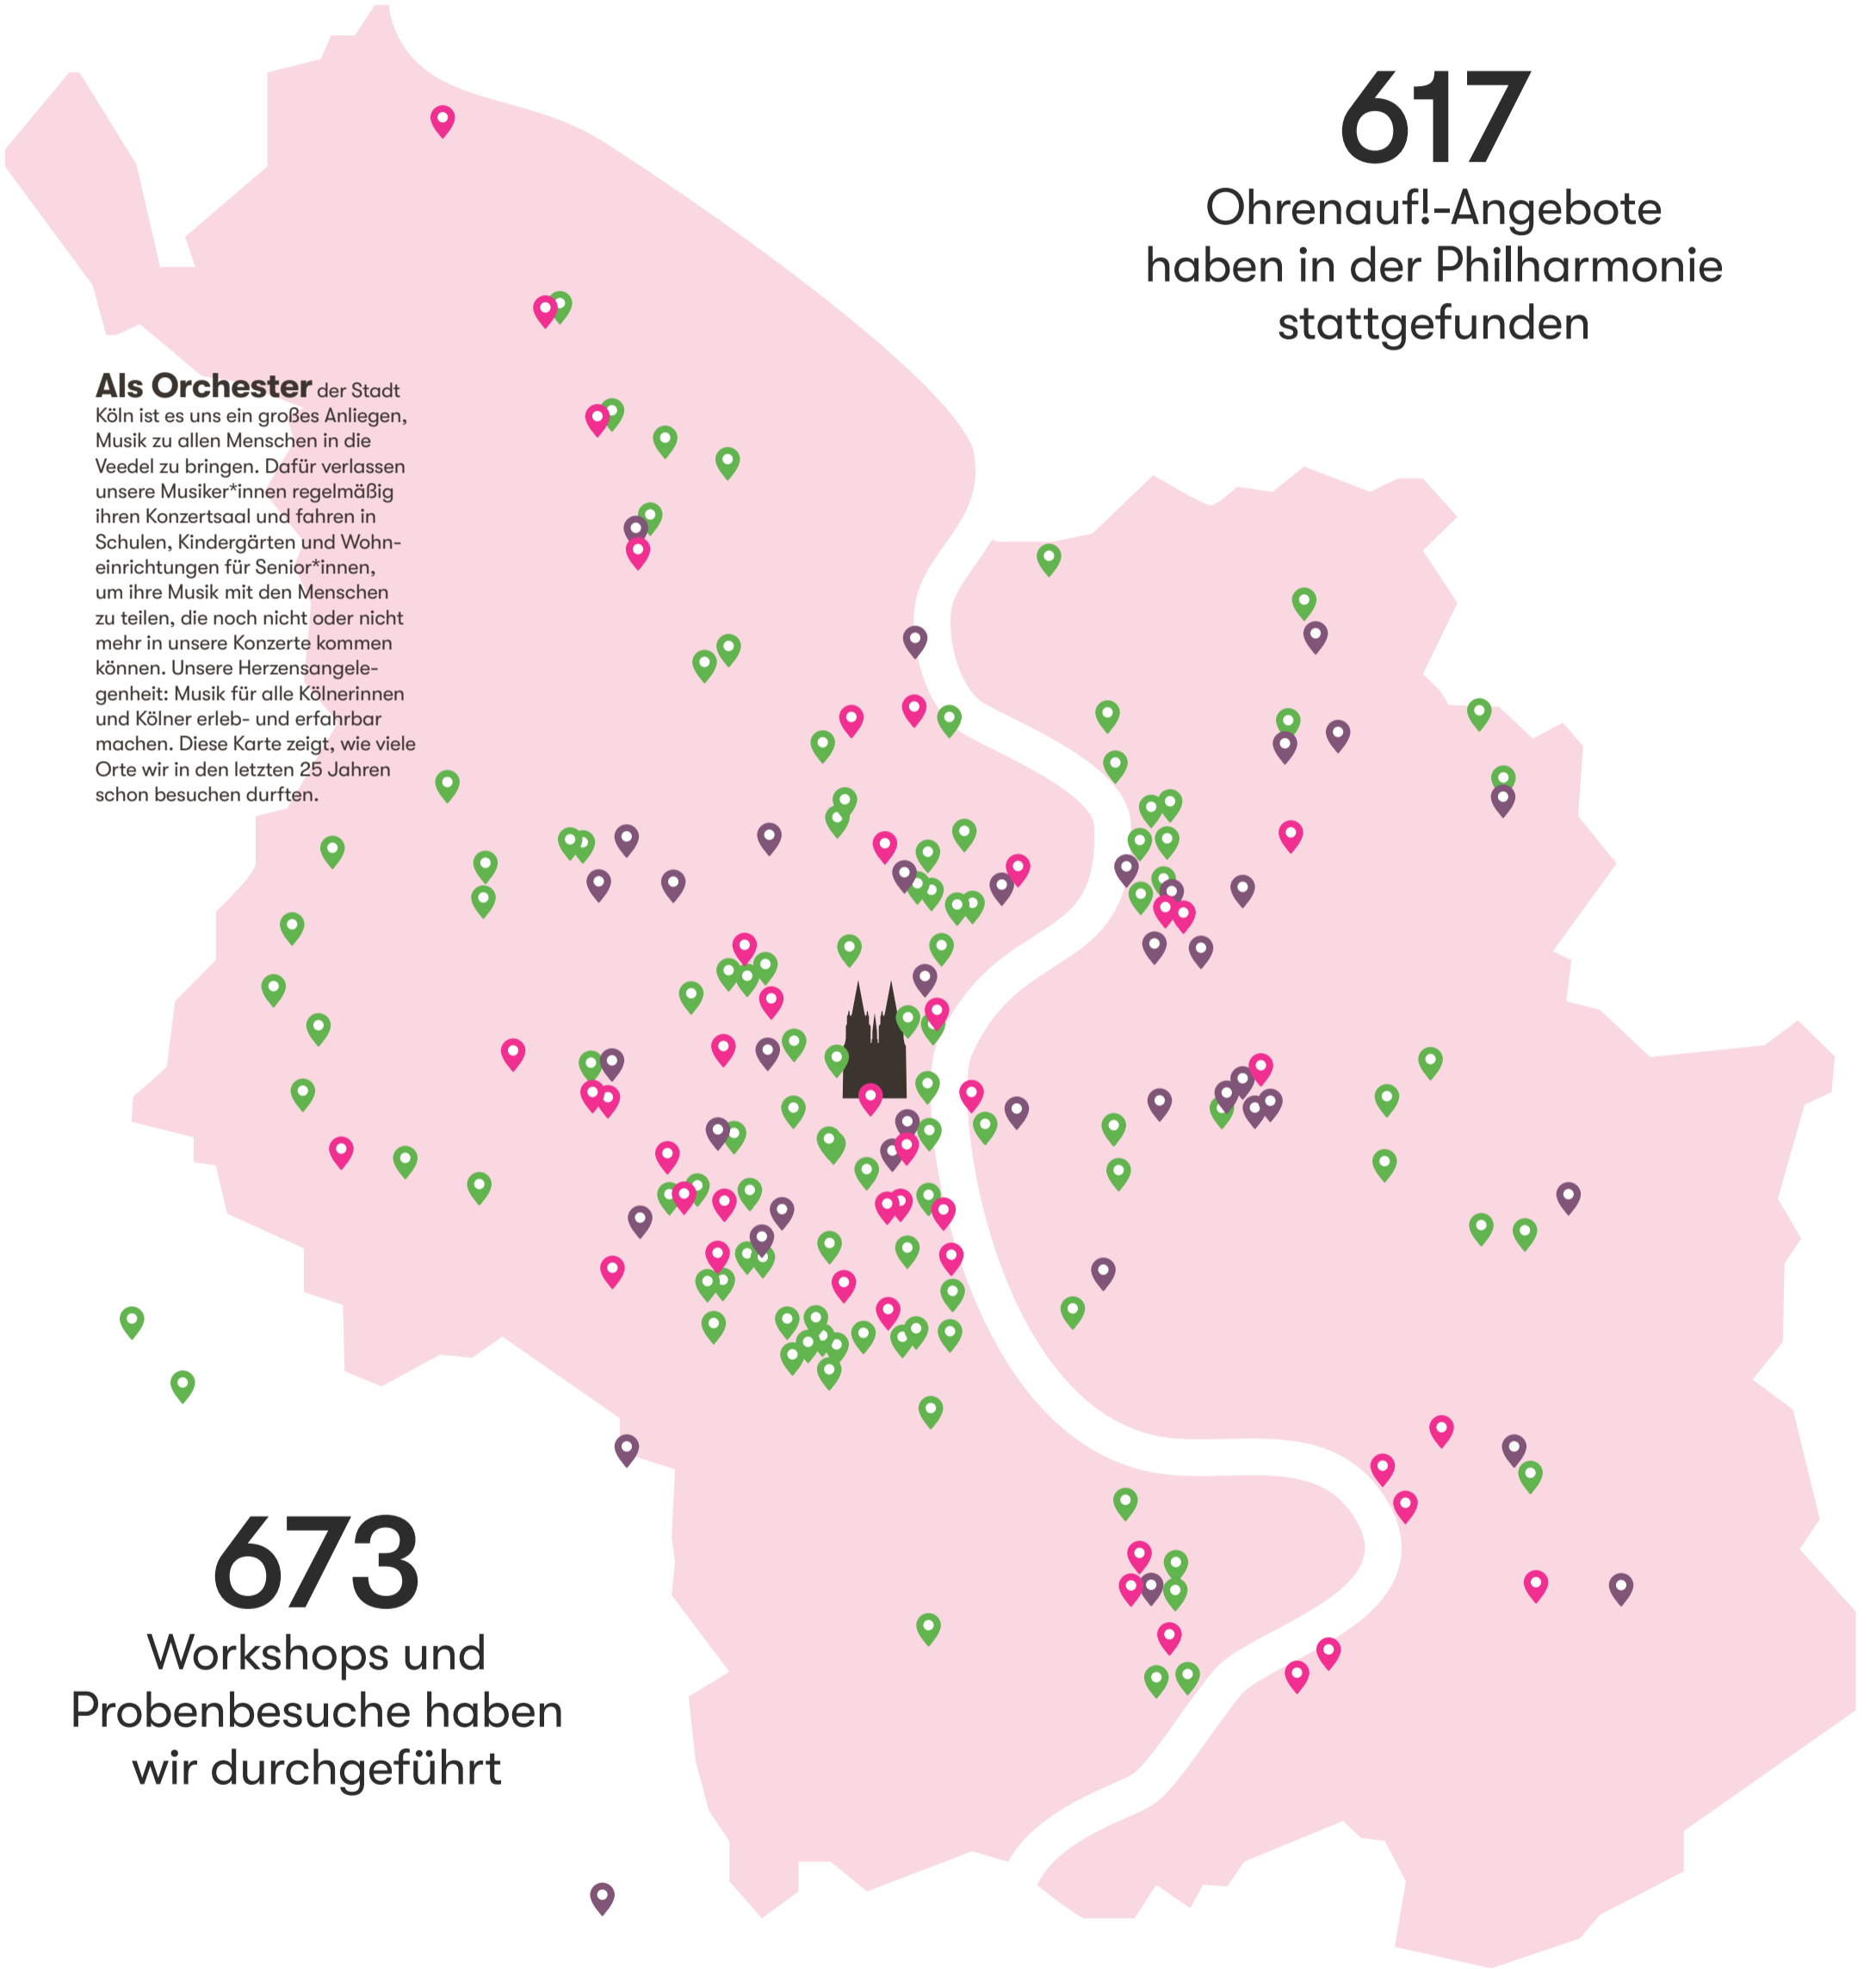 617
Ohrenauf!-Angebote
haben in der Philharmonie
stattgefunden
Als Orchester der Stadt
Köln ist es uns ein großes Anliegen,
Musik zu allen Menschen in die
Veedel zu bringen. Dafür verlassen
unsere Musiker*innen regelmäßig
ihren Konzertsaal und fahren in
Schulen, Kindergärten und Wohn-
einrichtungen für Senior*innen,
um ihre Musik mit den Menschen
zu teilen, die noch nicht oder nicht
mehr in unsere Konzerte kommen
können. Unsere Herzensangele-
genheit: Musik für alle Kölnerinnen
und Kölner erleb- und erfahrbar
machen. Diese Karte zeigt, wie viele
Orte wir in den letzten 25 Jahren
schon besuchen durften.
673
Workshops und
Probenbesuche haben
wir durchgeführt